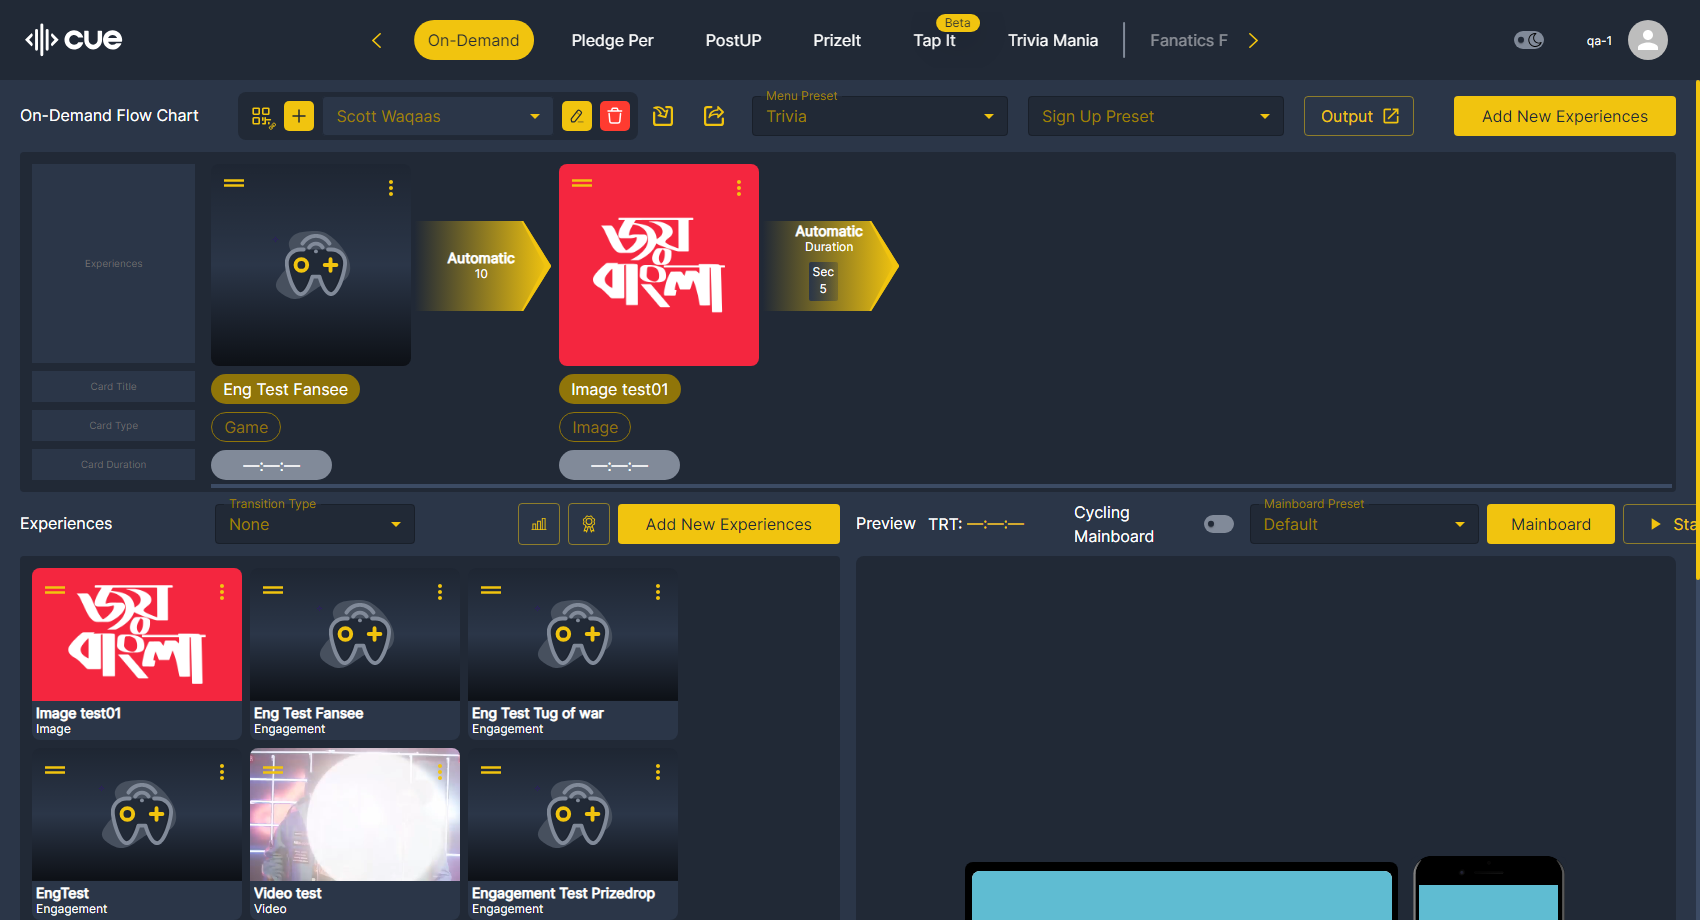 cue
On-Demand
Pledge Per
PostUP
PrizeIt
Tap It
Beta
Trivia Mania
Fanatics F
qa-1
On-Demand Flow Chart
Scott Waqaas
Menu Preset
Trivia
Sign Up Preset
Output
Add New Experiences
Experiences
Card Title
Card Type
Card Duration
Automatic
10
জয়
বাংলা
Automatic
Duration
Sec
5
Eng Test Fansee
Image test01
Game
Image
—:—:—
—:—:—
Experiences
Transition Type
None
Add New Experiences
Preview
TRT: —:—:—
Cycling
Mainboard
Mainboard Preset
Default
Mainboard
Sta
জয়
বাংলা
Image test01
Image
Eng Test Fansee
Engagement
Eng Test Tug of war
Engagement
EngTest
Engagement
Video test
Video
Engagement Test Prizedrop
Engagement